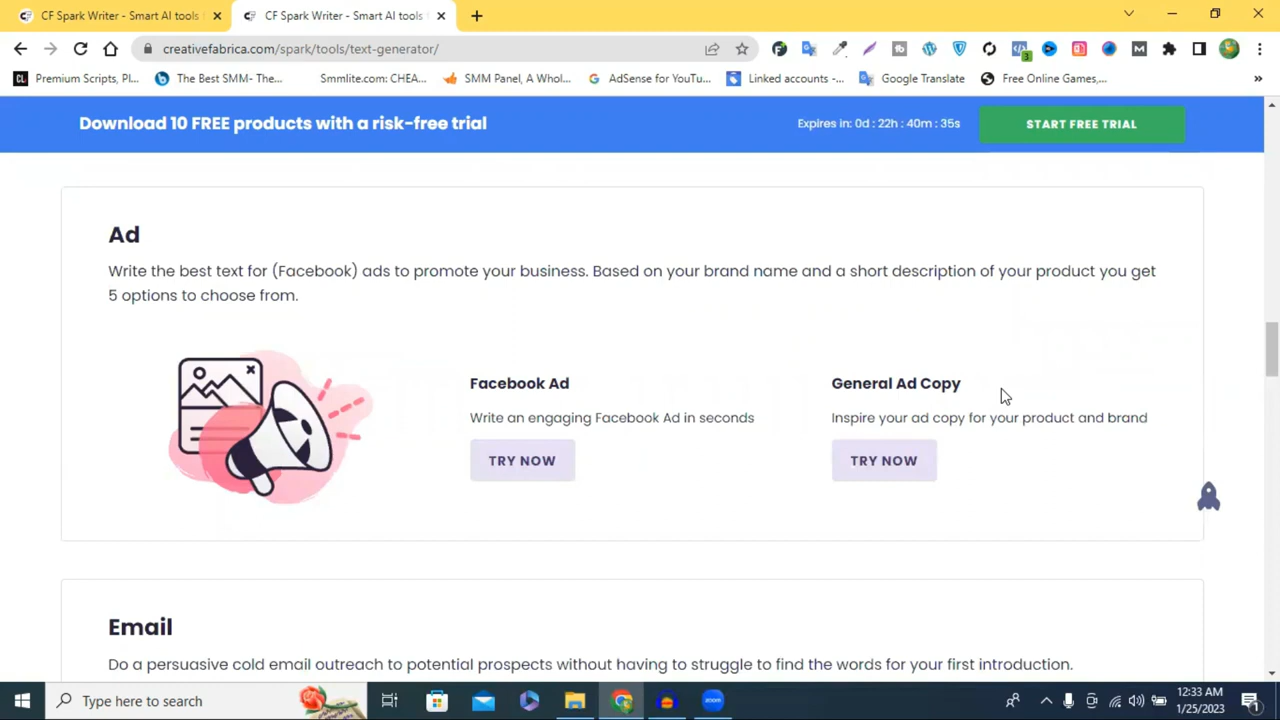 CF Spark Writer - Smart AI tools
CF Spark Writer - Smart AI tools
creativefabrica.com/spark/tools/text-generator/
Premium Scripts, Pl...
The Best SMM- The...
Smmlite.com: CHEA...
SMM Panel, A Whol...
AdSense for YouTu...
Linked accounts -...
Google Translate
Free Online Games,...
Download 10 FREE products with a risk-free trial
Expires in: 0d : 22h : 40m : 35s
START FREE TRIAL
Ad
Write the best text for (Facebook) ads to promote your business. Based on your brand name and a short description of your product you get
5 options to choose from.
Facebook Ad
Write an engaging Facebook Ad in seconds
TRY NOW
General Ad Copy
Inspire your ad copy for your product and brand
TRY NOW
Email
Do a persuasive cold email outreach to potential prospects without having to struggle to find the words for your first introduction.
Type here to search
zoom
12:33 AM
1/25/2023